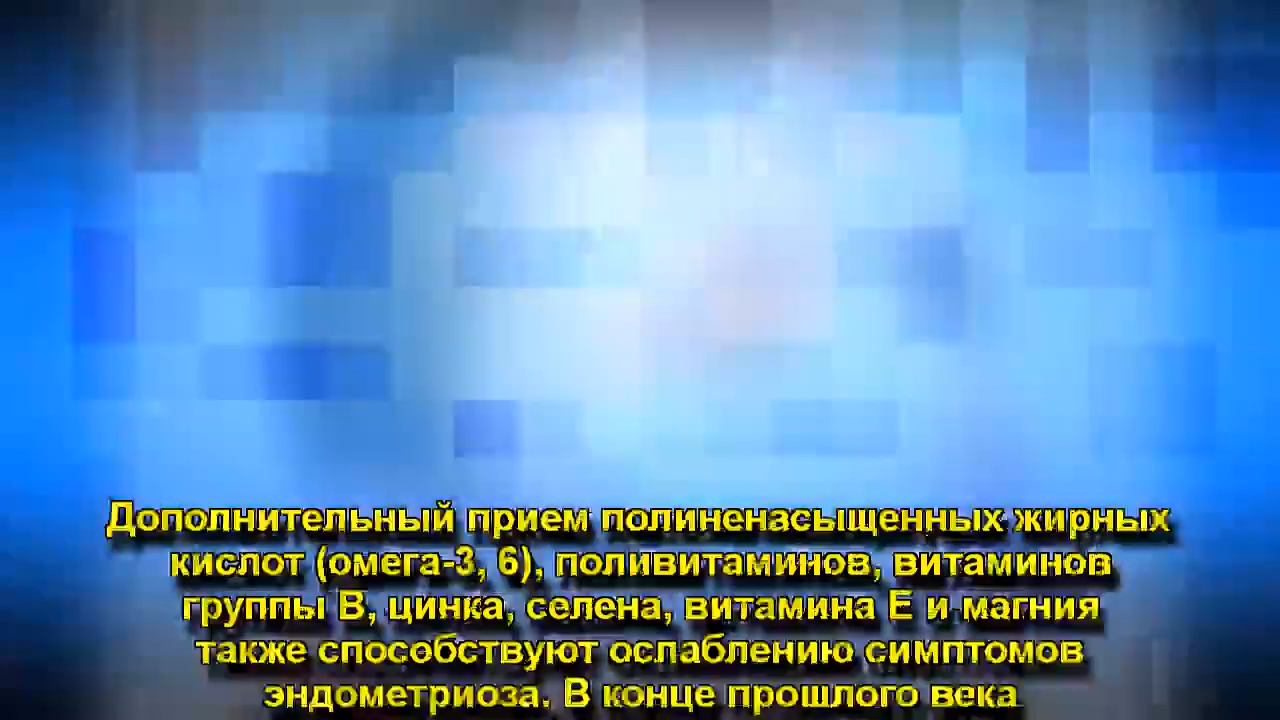 Дополнительный прием полиненасыщенных жирных
кислот (омега-3, 6), поливитаминов, витаминов
группы В, цинка, селена, витамина Е и магния
также способствуют ослаблению симптомов
эндометриоза. В конце прошлого века